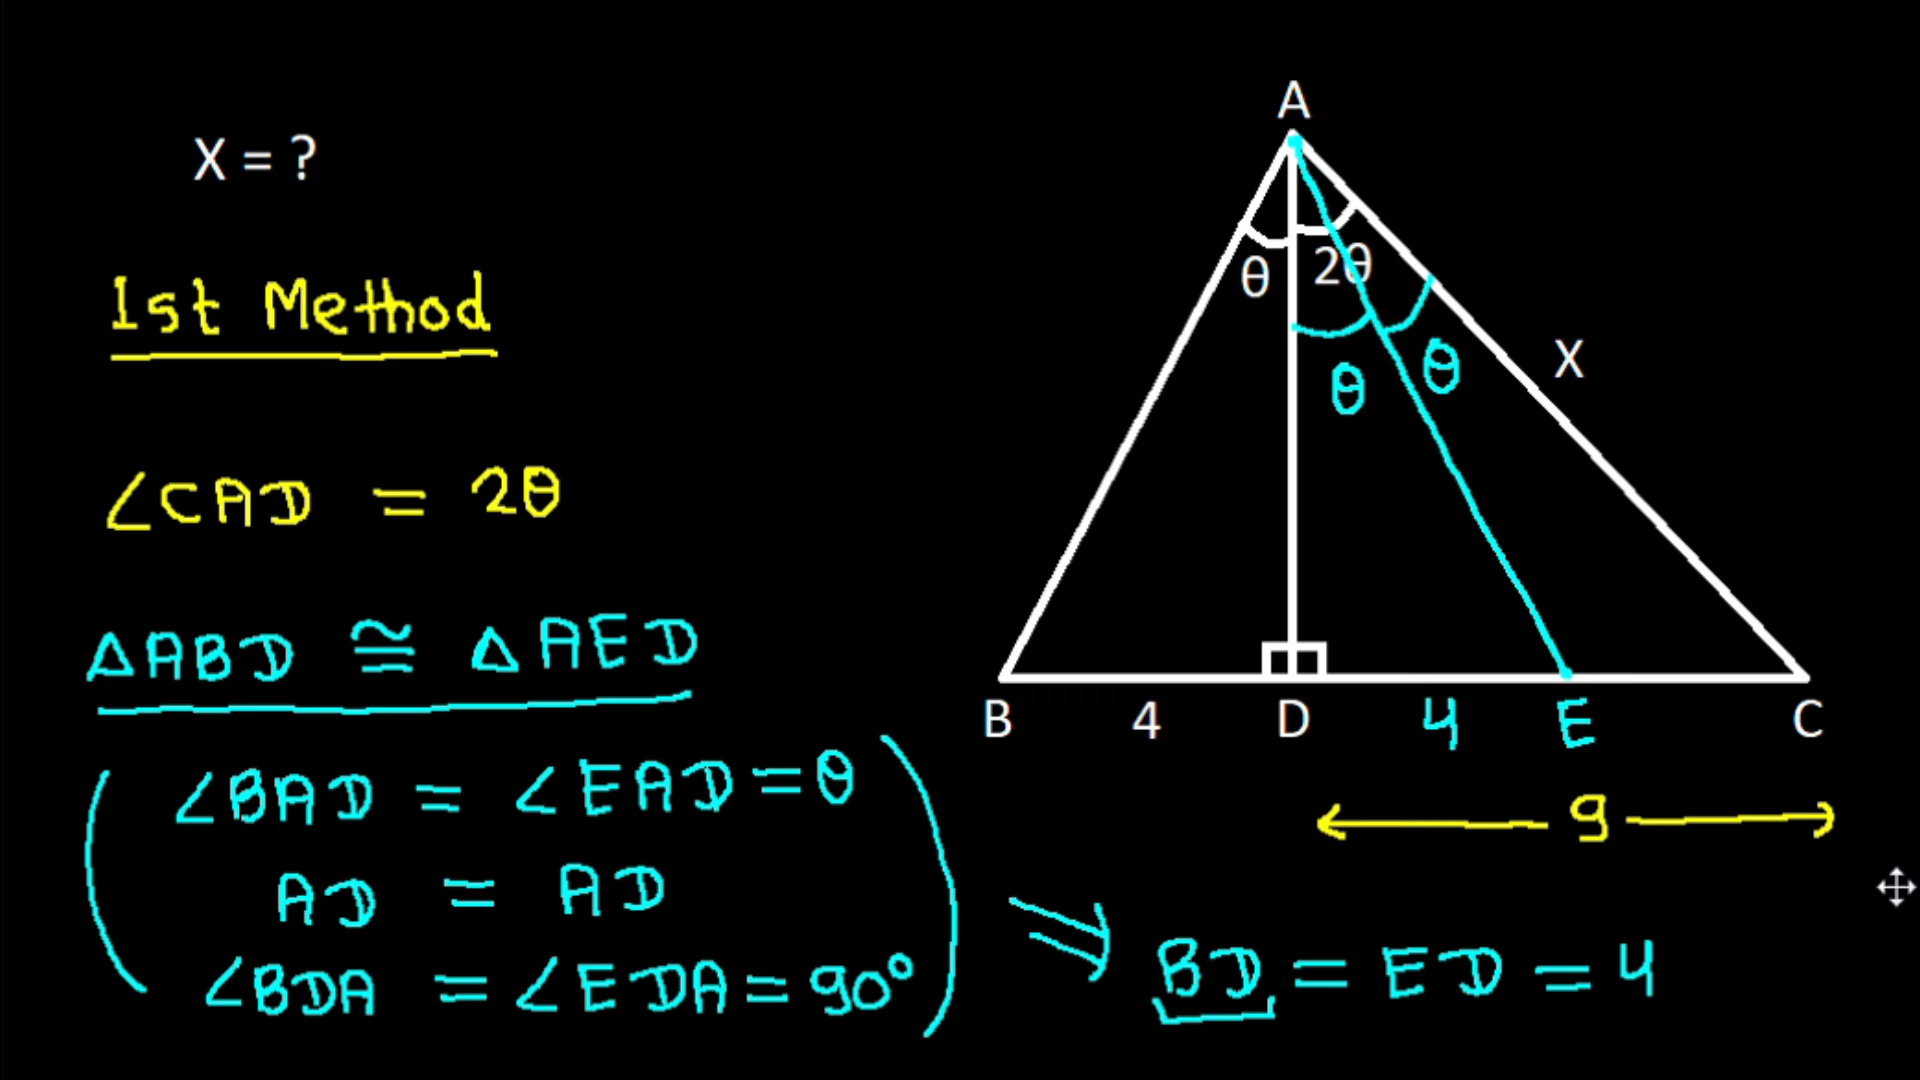 X = ?
1st Method
∠CAD = 2θ
ΔABD ≅ ΔAED
∠BAD = ∠EAD = θ
AD = AD
∠BDA = ∠EDA = 90°
⇒ BD = ED = 4
A
θ 2θ
θ θ
X
B 4 D 4 E C
9